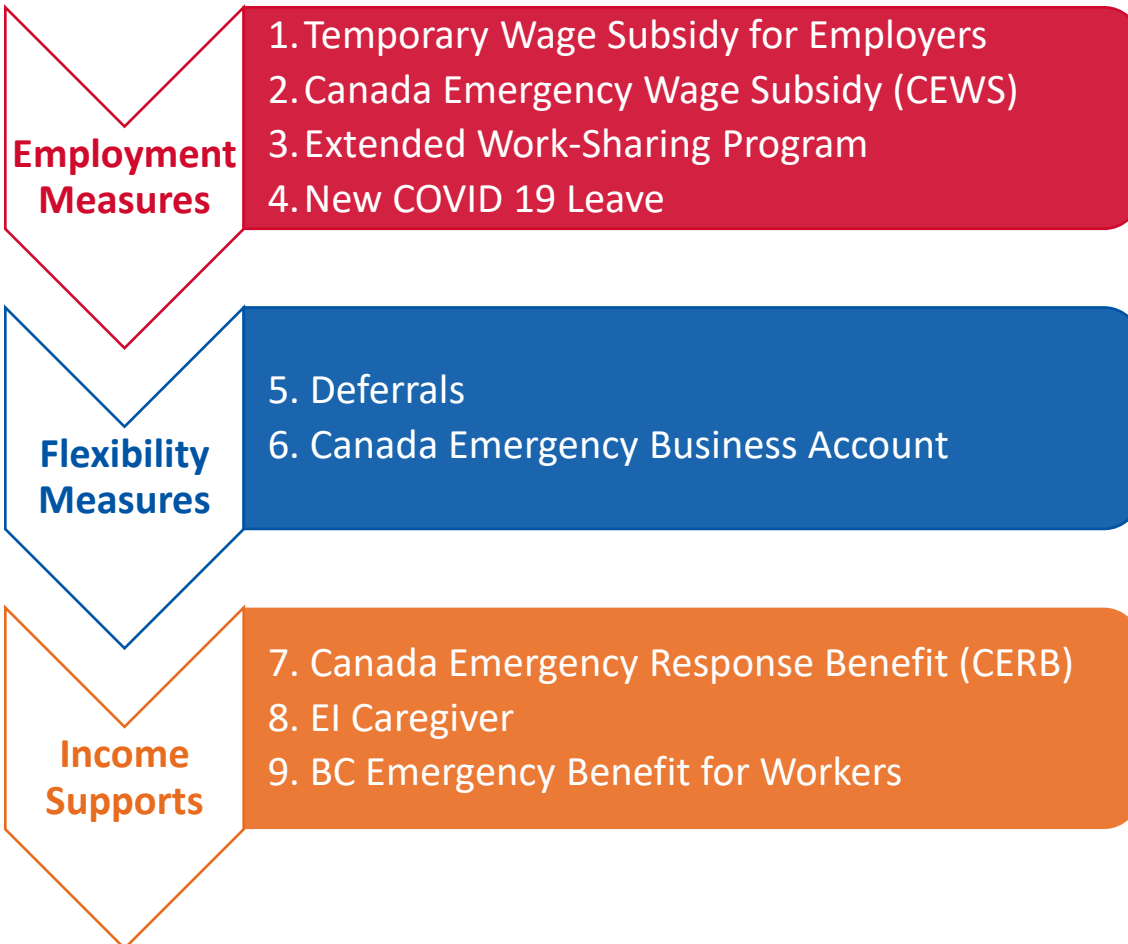 Employment
Measures
1. Temporary Wage Subsidy for Employers
2. Canada Emergency Wage Subsidy (CEWS)
3. Extended Work-Sharing Program
4. New COVID 19 Leave
Flexibility
Measures
5. Deferrals
6. Canada Emergency Business Account
Income
Supports
7. Canada Emergency Response Benefit (CERB)
8. EI Caregiver
9. BC Emergency Benefit for Workers